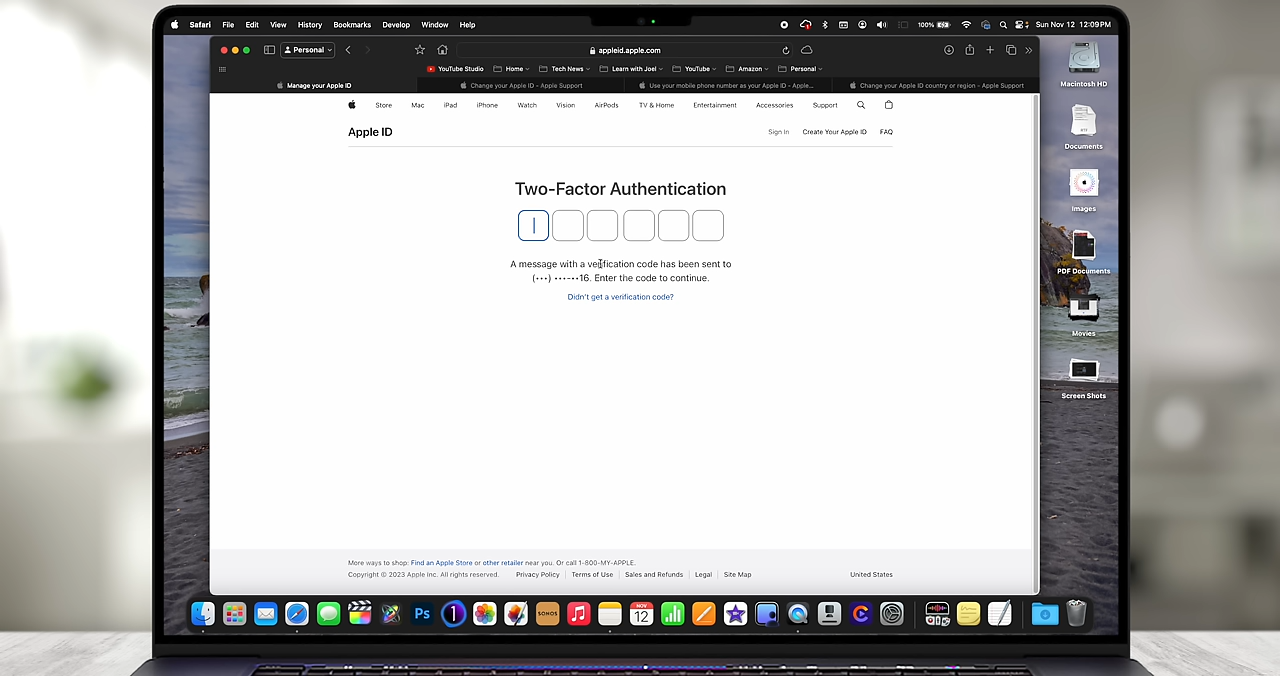 Safari File Edit View History Bookmarks Develop Window Help 100% Sun Nov 12 12:09 PM
Personal appleid.apple.com
YouTube Studio Home Tech News Learn with Joel YouTube Amazon Personal
Manage your Apple ID Change your Apple ID - Apple Support Use your mobile phone number as your Apple ID - Apple... Change your Apple ID country or region - Apple Support
Store Mac iPad iPhone Watch Vision AirPods TV & Home Entertainment Accessories Support
Apple ID Sign In Create Your Apple ID FAQ
Two-Factor Authentication
A message with a verification code has been sent to
(•••) •••-••16. Enter the code to continue.
Didn't get a verification code?
More ways to shop: Find an Apple Store or other retailer near you. Or call 1-800-MY-APPLE.
Copyright © 2023 Apple Inc. All rights reserved. Privacy Policy Terms of Use Sales and Refunds Legal Site Map United States
Macintosh HD
Documents
Images
PDF Documents
Movies
Screen Shots
Ps 1 SONOS NOV 12 C